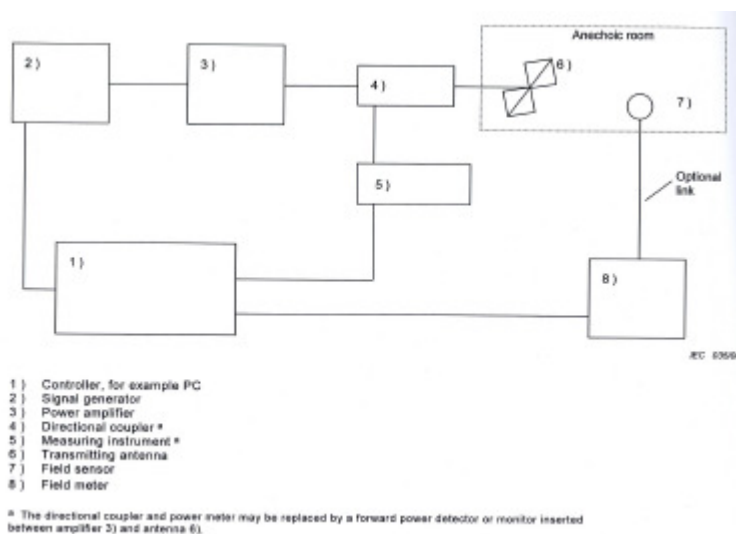 Anechoic room
2)
3)
4)
6)
7)
5)
Optional
link
1)
8)
IEC
1) Controller, for example PC
2) Signal generator
3) Power amplifier
4) Directional coupler ª
5) Measuring instrument ª
6) Transmitting antenna
7) Field sensor
8) Field meter
ª The directional coupler and power meter may be replaced by a forward power detector or monitor inserted
between amplifier 3) and antenna 6).